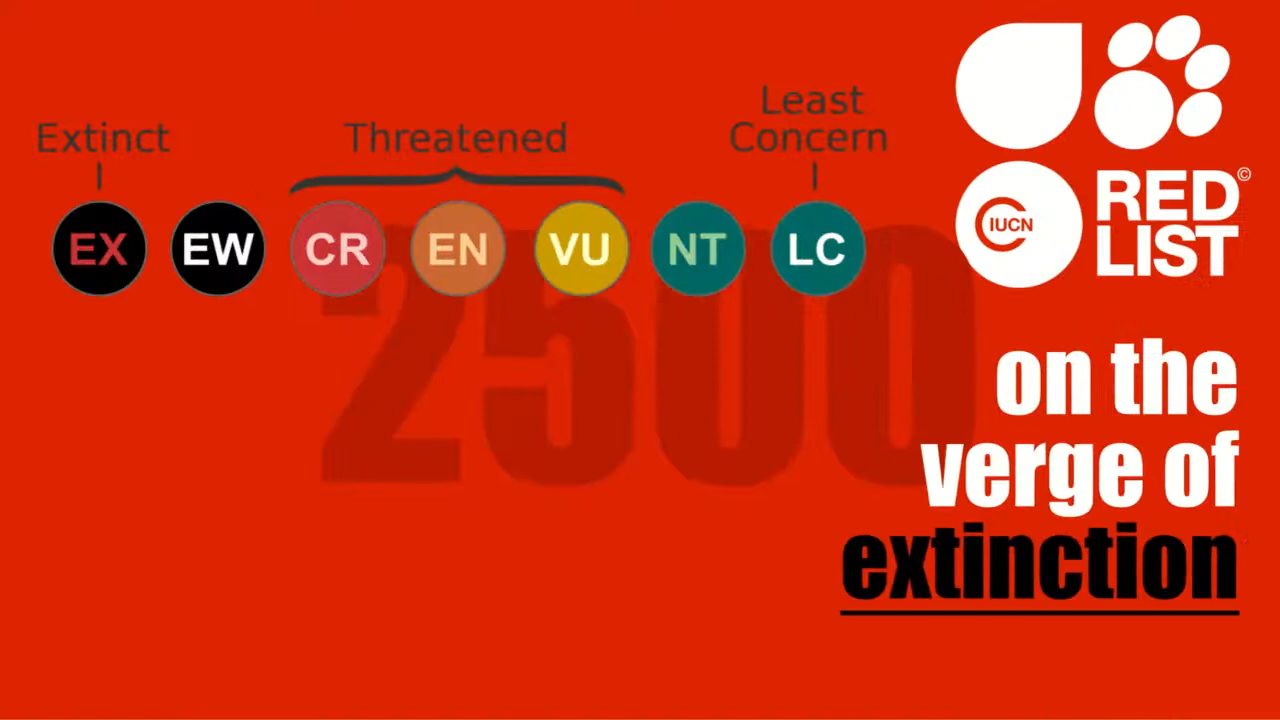 Extinct
Threatened
Least
Concern
EX EW CR EN VU NT LC
2500
IUCN
RED©
LIST
on the
verge of
extinction